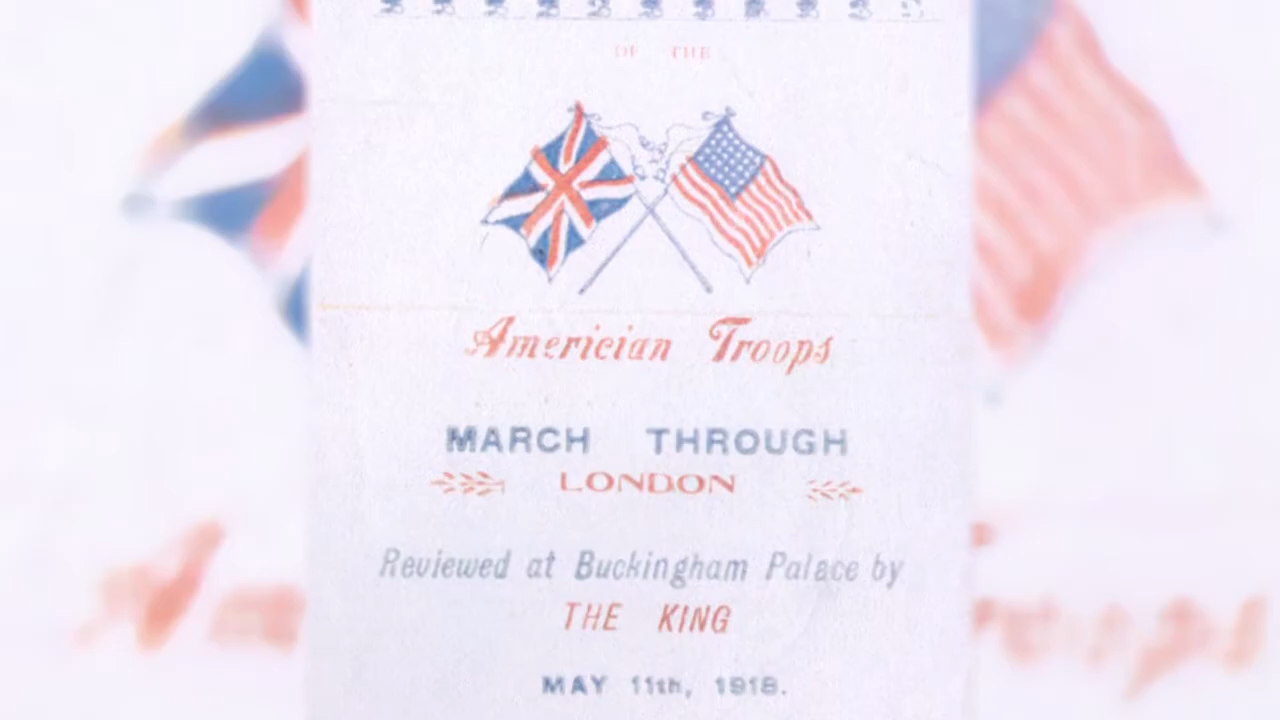 OF THE
Americian Troops
MARCH THROUGH
LONDON
Reviewed at Buckingham Palace by
THE KING
MAY 11th, 1918.